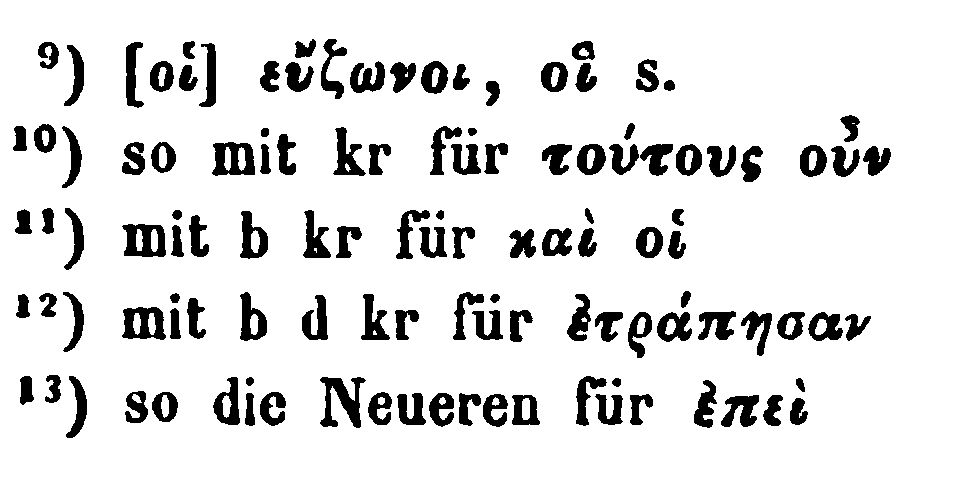 ⁹) [οἱ] εὔζωνοι, οἳ s.
¹⁰) so mit kr für τούτους οὖν
¹¹) mit b kr für καὶ οἱ
¹²) mit b d kr für ἐτράπησαν
¹³) so die Neueren für ἐπεὶ